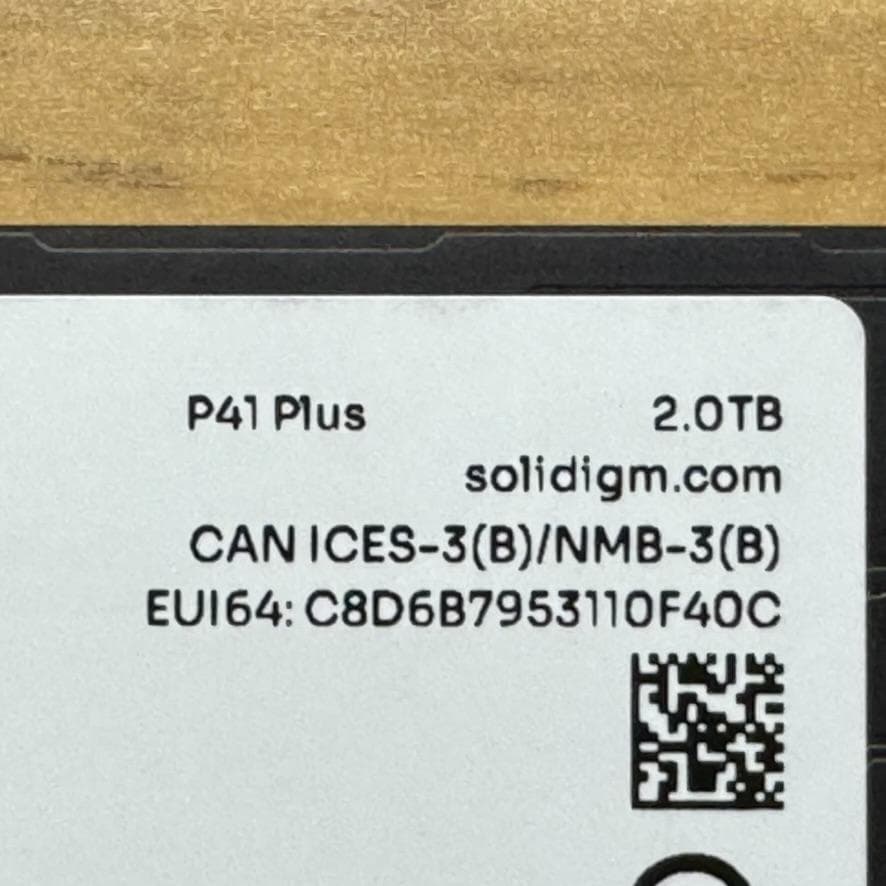 P41 Plus 2.0TB
solidigm.com
CAN ICES-3(B)/NMB-3(B)
EUI64: C8D6B7953110F40C